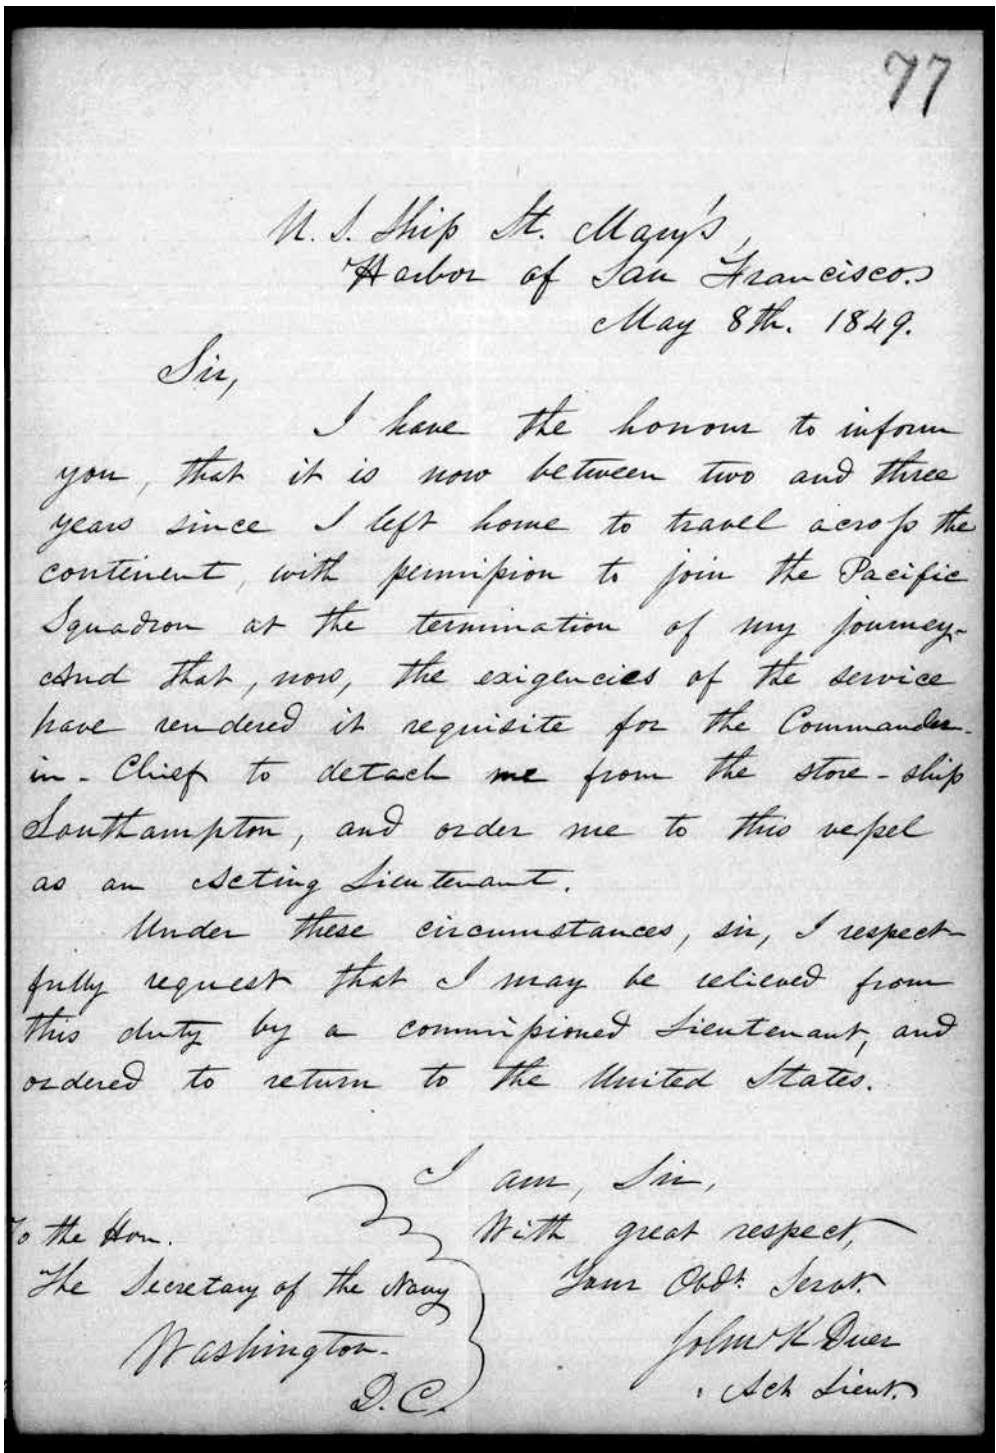 77
U. S. Ship St. Mary's,
Harbor of San Francisco.
May 8th. 1849.
Sir,
I have the honour to inform
you, that it is now between two and three
years since I left home to travel across the
continent, with permission to join the Pacific
Squadron at the termination of my journey-
And that, now, the exigencies of the service
have rendered it requisite for the Commander-
in-Chief to detach me from the store-ship
Southampton, and order me to this vessel
as an Acting Lieutenant.
Under these circumstances, sir, I respect-
fully request that I may be relieved from
this duty by a commissioned Lieutenant, and
ordered to return to the United States.
I am, Sir,
With great respect,
Your Obdt. Servt.
John K Duer
Act Lieut.
To the Hon.
The Secretary of the Navy
Washington-
D.C.